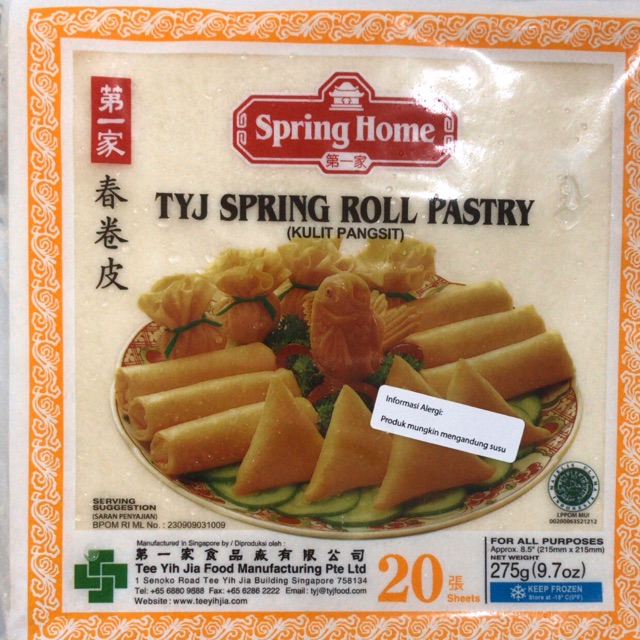 第一家
春卷皮
Spring Home
第一家
TYJ SPRING ROLL PASTRY
(KULIT PANGSIT)
Informasi Alergi:
Produk mungkin mengandung susu
SERVING
SUGGESTION
(SARAN PENYAJIAN)
BPOM RI ML No. : 230909031009
LPPOM MUI
00200063521212
Manufactured In Singapore by / Diproduksi oleh :
第一家食品廠有限公司
Tee Yih Jia Food Manufacturing Pte Ltd
1 Senoko Road Tee Yih Jia Building Singapore 758134
Tel: +65 6880 9888 Fax: +65 6286 2222 Email : tyj@tyjfood.com
Website : www.teeyihjia.com
20 張
Sheets
FOR ALL PURPOSES
Approx. 8.5" (215mm x 215mm)
NET WEIGHT
275g (9.7oz)
KEEP FROZEN
Store at -18° C(0°F)